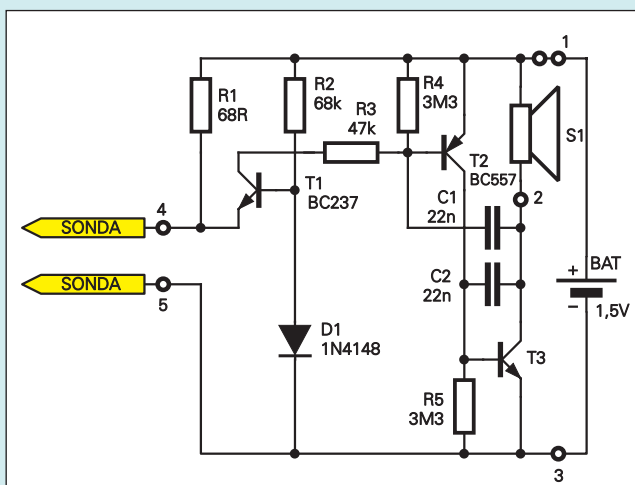 1
R1
68R
R2
68k
R3
47k
R4
3M3
T1
BC237
T2
BC557
S1
C1
22n
2
4
SONDA
SONDA
5
C2
22n
+ BAT
–
1,5V
D1
1N4148
T3
R5
3M3
3